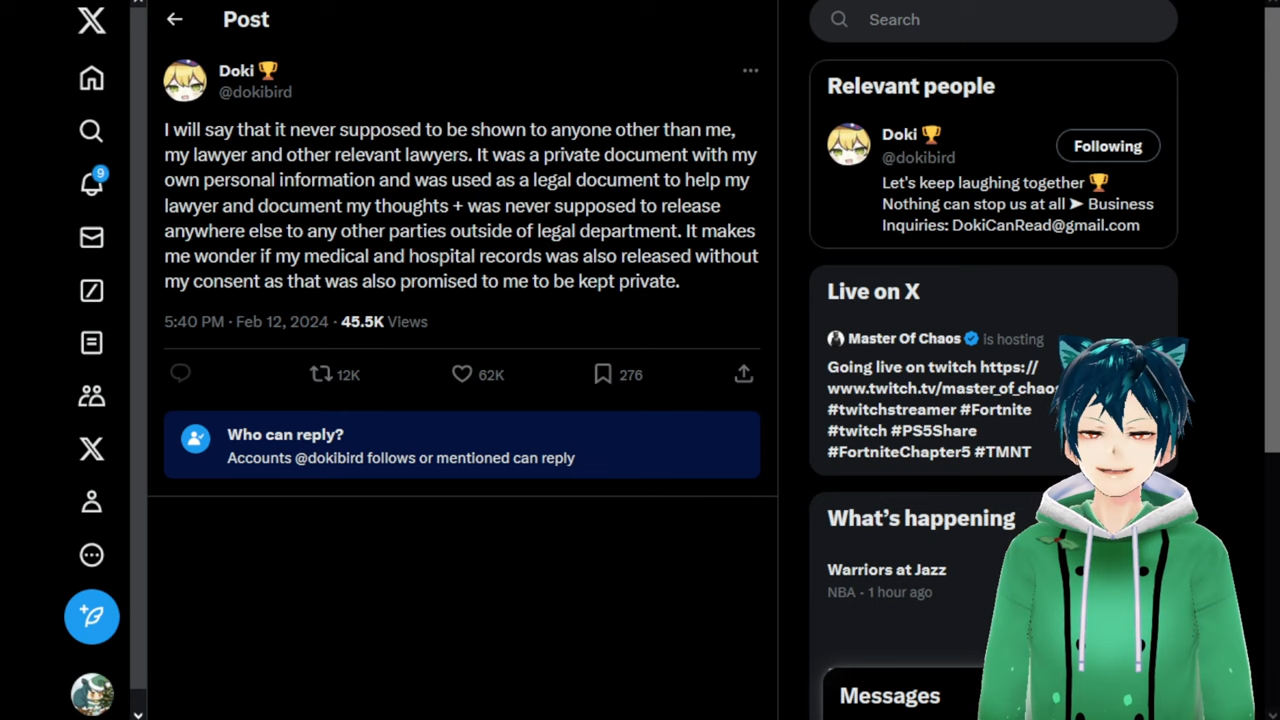 Post
Search
Doki 🏆
@dokibird
I will say that it never supposed to be shown to anyone other than me,
my lawyer and other relevant lawyers. It was a private document with my
own personal information and was used as a legal document to help my
lawyer and document my thoughts + was never supposed to release
anywhere else to any other parties outside of legal department. It makes
me wonder if my medical and hospital records was also released without
my consent as that was also promised to me to be kept private.
5:40 PM · Feb 12, 2024 · 45.5K Views
12K
62K
276
Who can reply?
Accounts @dokibird follows or mentioned can reply
9
Relevant people
Doki 🏆
@dokibird
Following
Let's keep laughing together 🏆
Nothing can stop us at all ➤ Business
Inquiries: DokiCanRead@gmail.com
Live on X
Master Of Chaos is hosting
Going live on twitch https://
www.twitch.tv/master_of_chao
#twitchstreamer #Fortnite
#twitch #PS5Share
#FortniteChapter5 #TMNT
What's happening
Warriors at Jazz
NBA · 1 hour ago
Messages